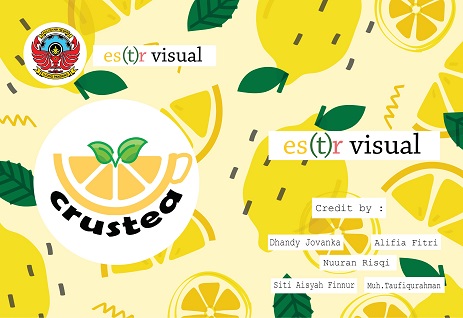 es(t)r visual
crustea
es(t)r visual
Credit by :
Dhandy Jovanka
Alifia Fitri
Nuuran Risqi
Siti Aisyah Finnur
Muh.Taufiqurahman